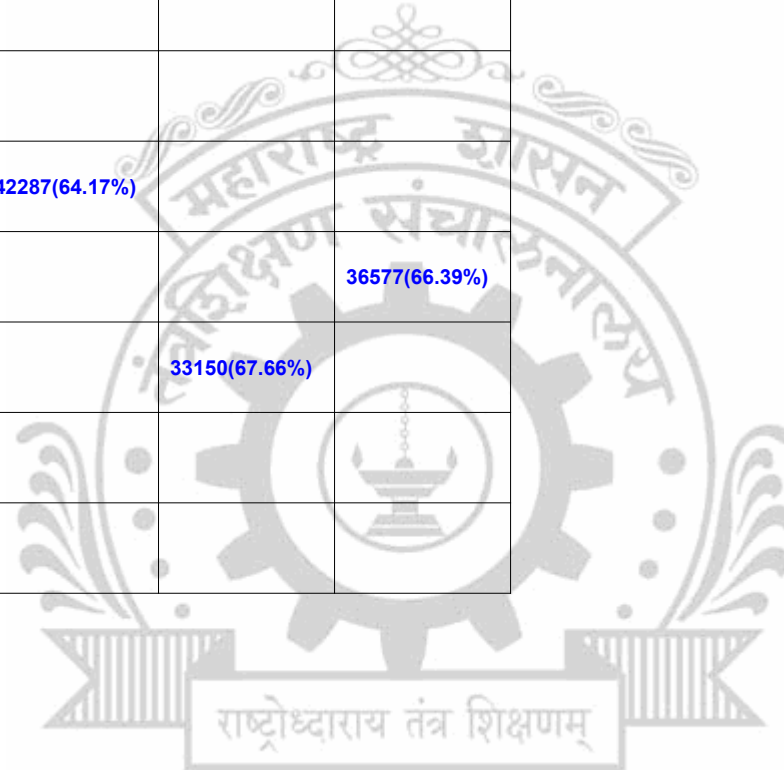 महाराष्ट्र शासन
तंत्रशिक्षण संचालनालय
42287(64.17%)
36577(66.39%)
33150(67.66%)
राष्ट्रोध्दाराय तंत्र शिक्षणम्